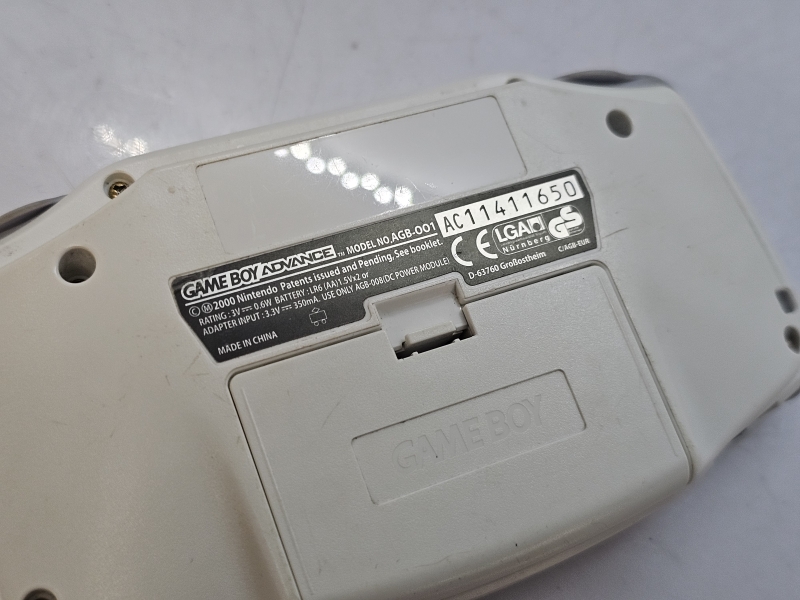 GAME BOY ADVANCE™ MODEL NO.AGB-001 AC11411650
©Ⓜ2000 Nintendo Patents issued and Pending. See booklet.
RATING : 3V⎓ 0.6W BATTERY : LR6 (AA)1.5V×2 or
ADAPTER INPUT : 3.3V⎓ 350mA. USE ONLY AGB-008(DC POWER MODULE)
MADE IN CHINA
CE LGA Nürnberg GS
D-63760 Großostheim
C/AGB-EUR
GAME BOY